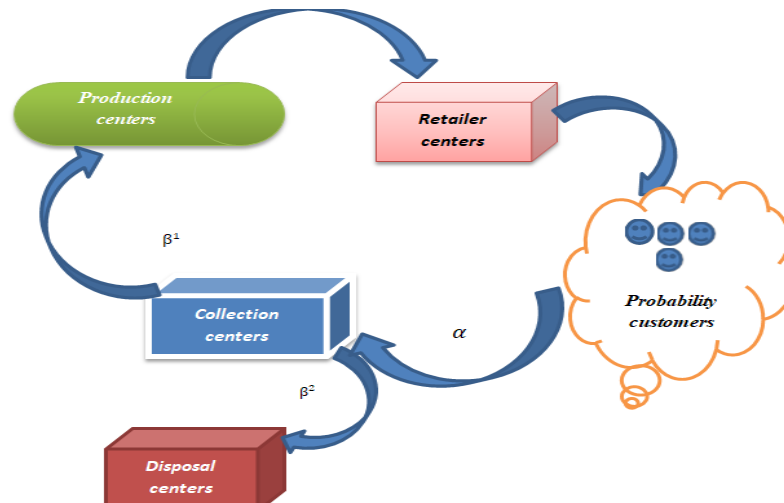 Production
centers
Retailer
centers
β¹
Probability
customers
Collection
centers
α
β²
Disposal
centers